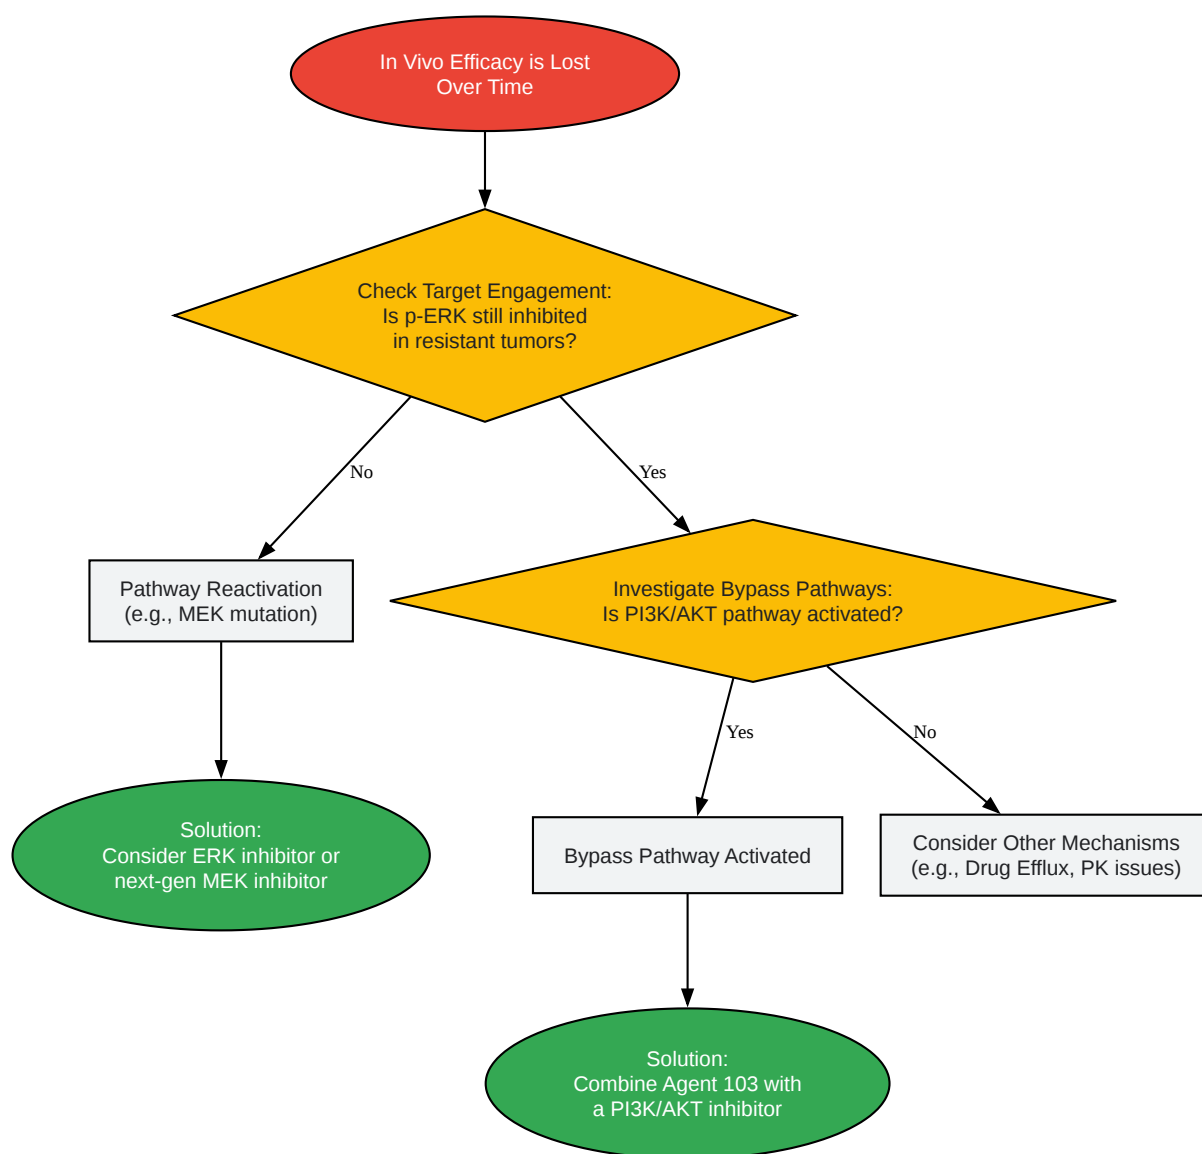 In Vivo Efficacy is Lost
Over Time
Check Target Engagement:
Is p-ERK still inhibited
in resistant tumors?
No
Yes
Pathway Reactivation
(e.g., MEK mutation)
Investigate Bypass Pathways:
Is PI3K/AKT pathway activated?
Yes
No
Solution:
Consider ERK inhibitor or
next-gen MEK inhibitor
Bypass Pathway Activated
Consider Other Mechanisms
(e.g., Drug Efflux, PK issues)
Solution:
Combine Agent 103 with
a PI3K/AKT inhibitor